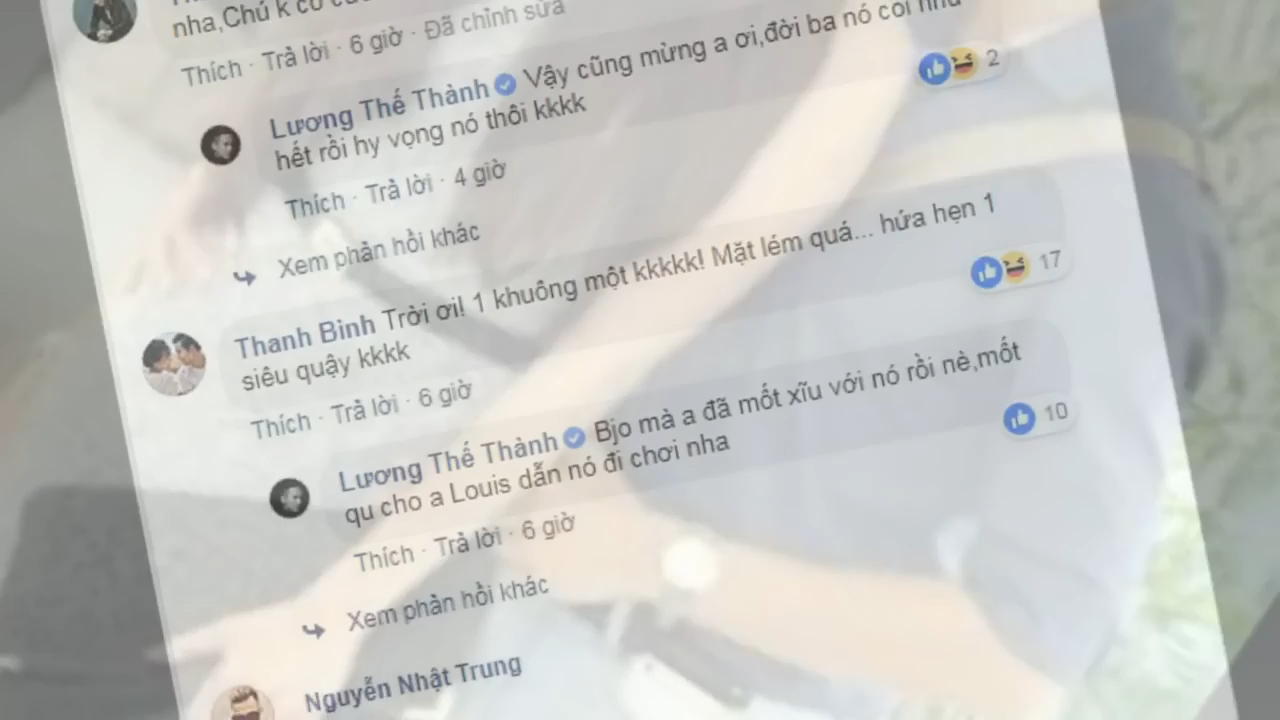 nha,Chú k có
Thích · Trả lời · 6 giờ · Đã chỉnh sửa
Lương Thế Thành Vậy cũng mừng a ơi,đời ba nó coi như
hết rồi hy vọng nó thôi kkkk
2
Thích · Trả lời · 4 giờ
Xem phản hồi khác
Thanh Bình Trời ơi! 1 khuông một kkkkk! Mặt lém quá... hứa hẹn 1
siêu quậy kkkk
17
Thích · Trả lời · 6 giờ
Lương Thế Thành Bjo mà a đã mốt xĩu với nó rồi nè,mốt
qu cho a Louis dẫn nó đi chơi nha
10
Thích · Trả lời · 6 giờ
Xem phản hồi khác
Nguyễn Nhật Trung